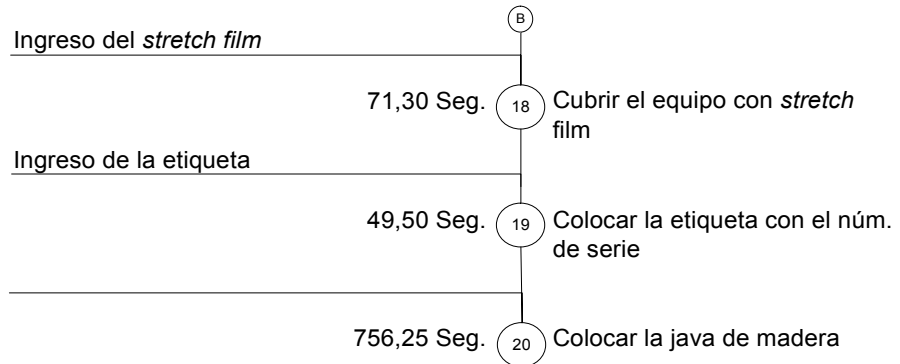 B
Ingreso del stretch film
71,30 Seg.
18
Cubrir el equipo con stretch
film
Ingreso de la etiqueta
49,50 Seg.
19
Colocar la etiqueta con el núm.
de serie
756,25 Seg.
20
Colocar la java de madera